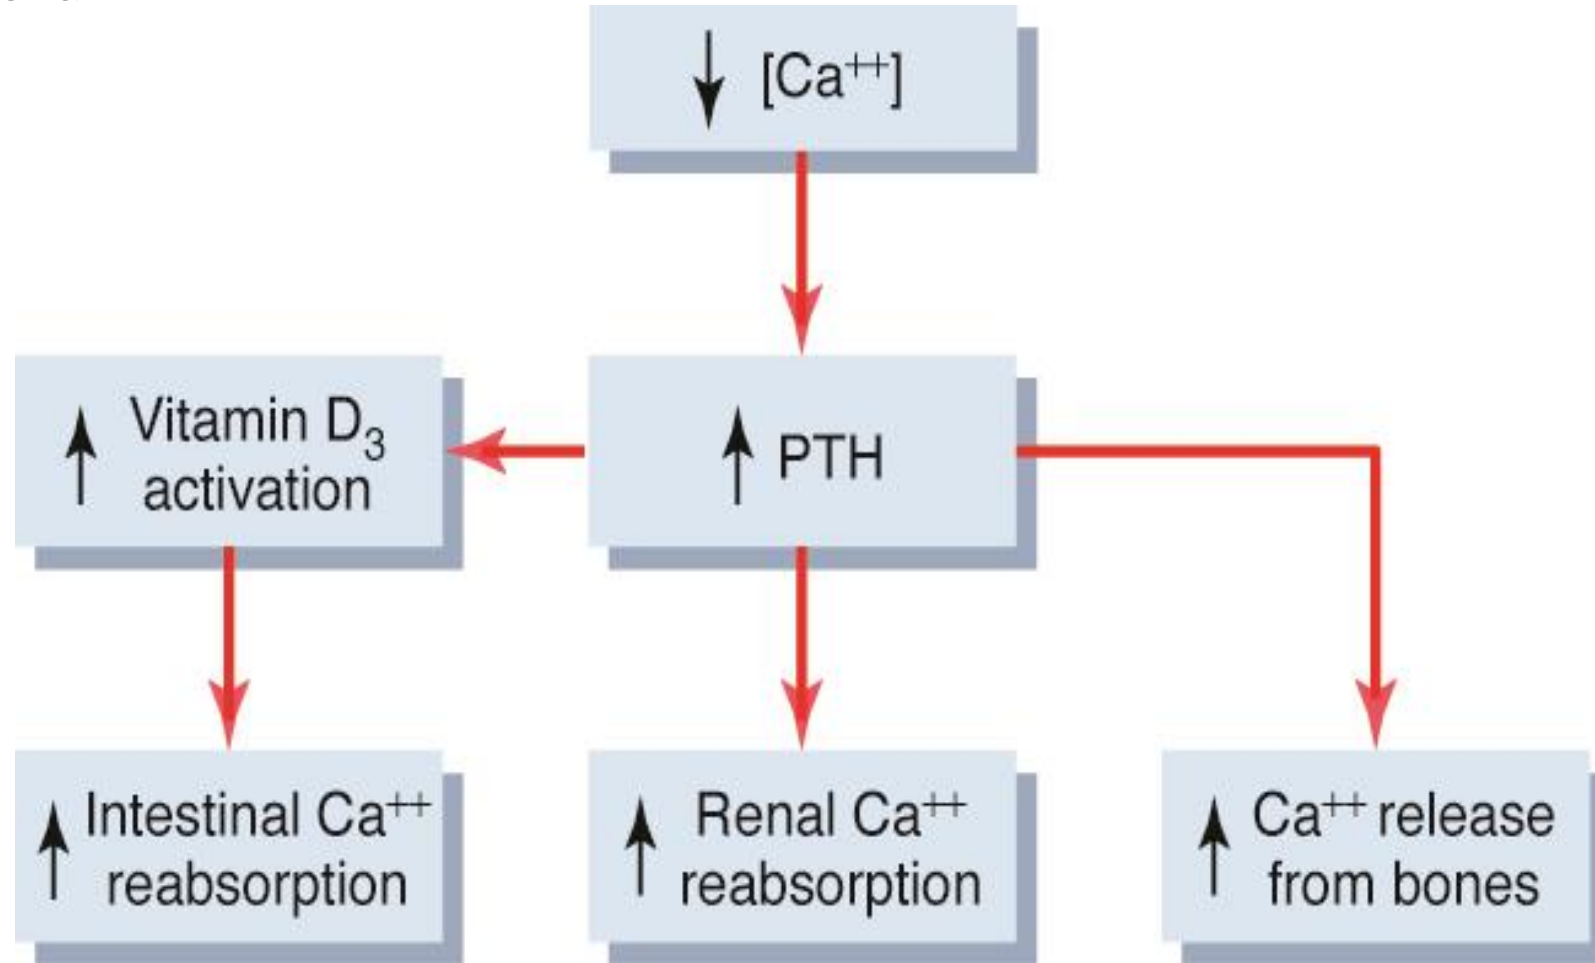 ↓ [Ca⁺⁺]
↑ Vitamin D₃
activation
↑ PTH
↑ Intestinal Ca⁺⁺
reabsorption
↑ Renal Ca⁺⁺
reabsorption
↑ Ca⁺⁺ release
from bones